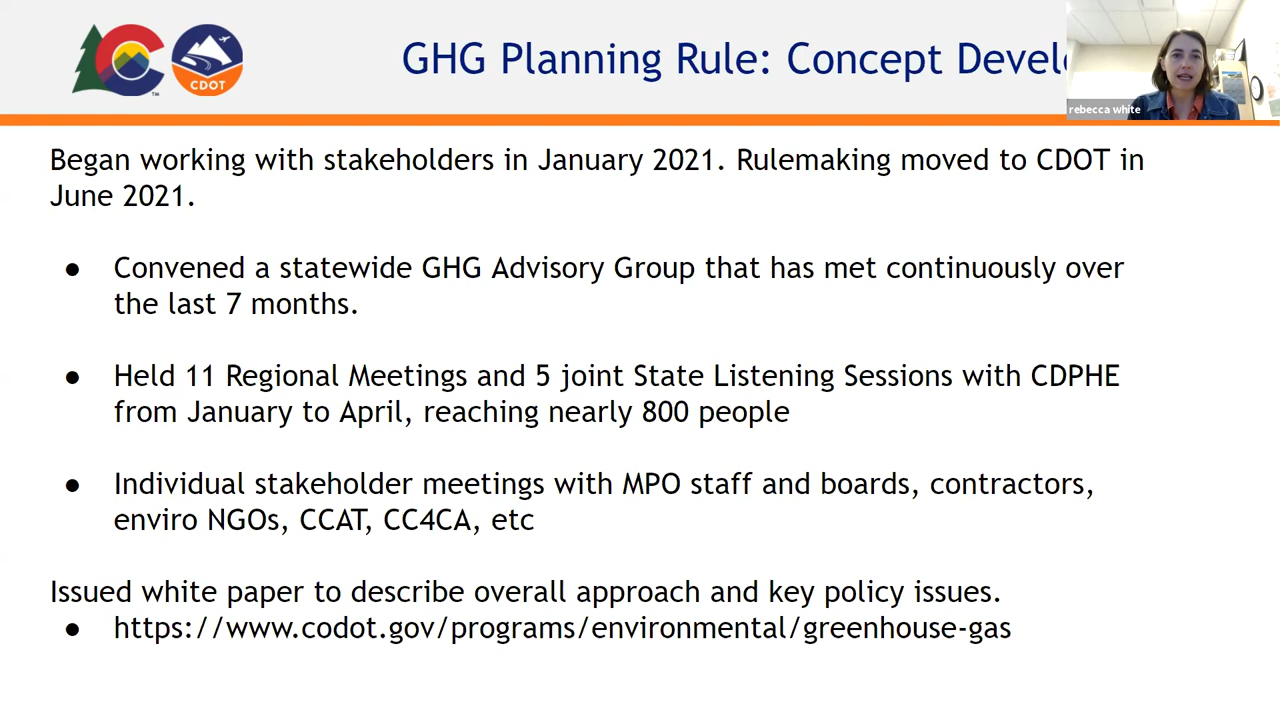 GHG Planning Rule: Concept Devel
CDOT
TM
rebecca white
Began working with stakeholders in January 2021. Rulemaking moved to CDOT in
June 2021.
● Convened a statewide GHG Advisory Group that has met continuously over
the last 7 months.
● Held 11 Regional Meetings and 5 joint State Listening Sessions with CDPHE
from January to April, reaching nearly 800 people
● Individual stakeholder meetings with MPO staff and boards, contractors,
enviro NGOs, CCAT, CC4CA, etc
Issued white paper to describe overall approach and key policy issues.
● https://www.codot.gov/programs/environmental/greenhouse-gas